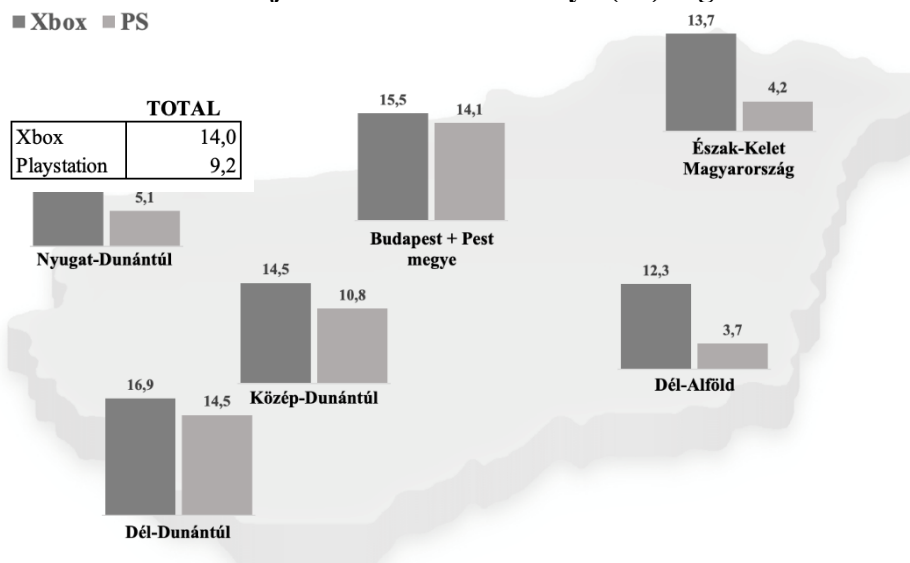 Xbox PS
TOTAL
Xbox 14,0
Playstation 9,2
13,7
4,2
Észak-Kelet
Magyarország
15,5
14,1
Budapest + Pest
megye
5,1
Nyugat-Dunántúl
14,5
10,8
Közép-Dunántúl
12,3
3,7
Dél-Alföld
16,9
14,5
Dél-Dunántúl